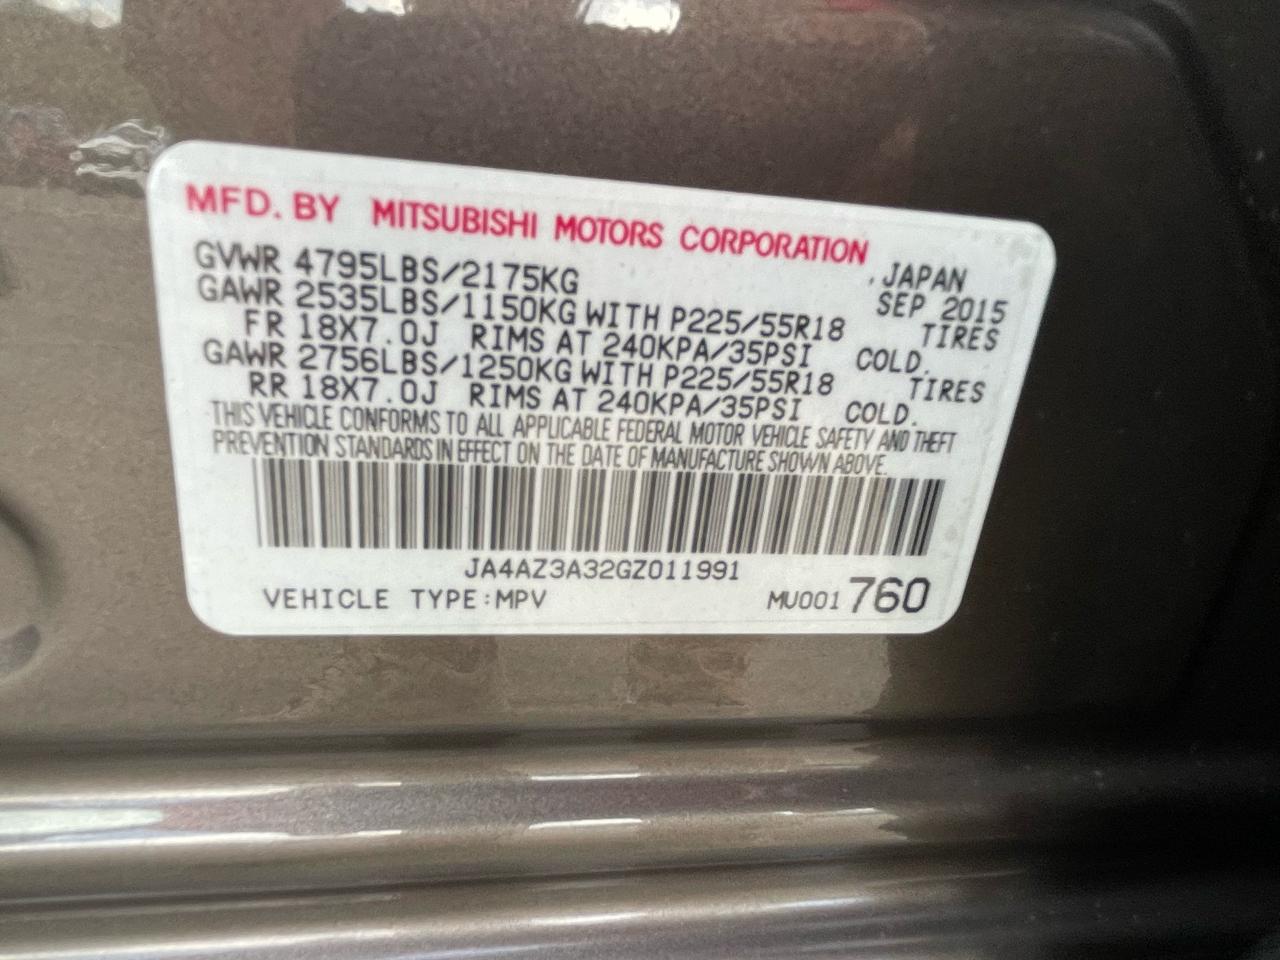 MFD. BY MITSUBISHI MOTORS CORPORATION
, JAPAN
GVWR 4795LBS/2175KG SEP 2015
GAWR 2535LBS/1150KG WITH P225/55R18 TIRES
FR 18X7.0J RIMS AT 240KPA/35PSI COLD.
GAWR 2756LBS/1250KG WITH P225/55R18 TIRES
RR 18X7.0J RIMS AT 240KPA/35PSI COLD.
THIS VEHICLE CONFORMS TO ALL APPLICABLE FEDERAL MOTOR VEHICLE SAFETY AND THEFT
PREVENTION STANDARDS IN EFFECT ON THE DATE OF MANUFACTURE SHOWN ABOVE.
JA4AZ3A32GZ011991
VEHICLE TYPE:MPV MU001 760